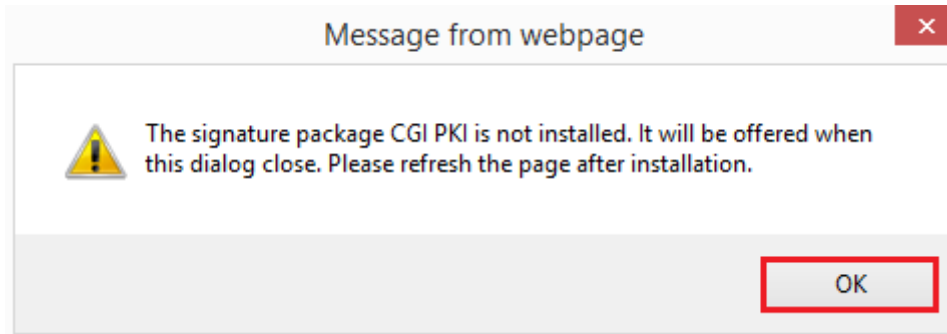 Message from webpage
The signature package CGI PKI is not installed. It will be offered when
this dialog close. Please refresh the page after installation.
OK